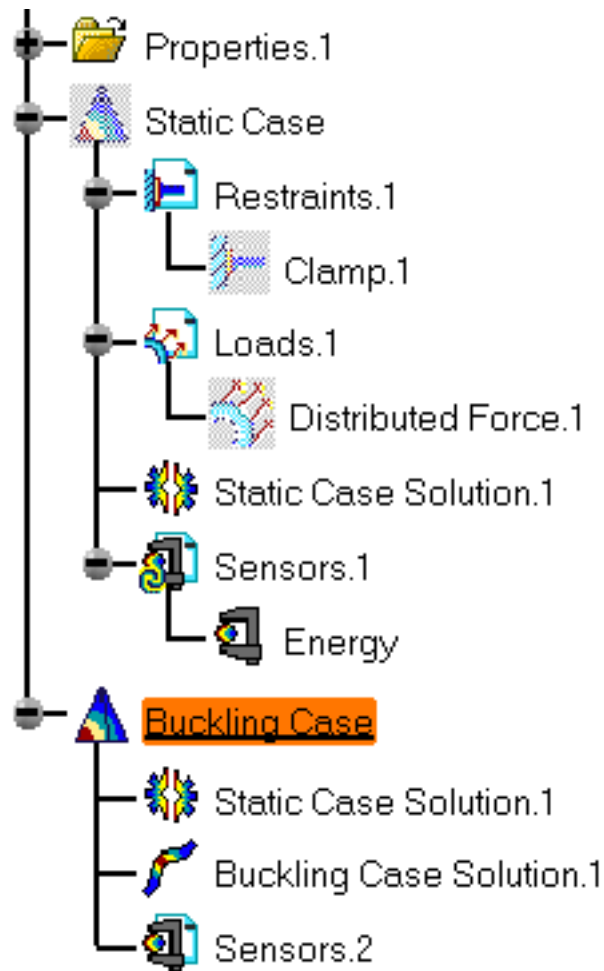 Properties.1
Static Case
Restraints.1
Clamp.1
Loads.1
Distributed Force.1
Static Case Solution.1
Sensors.1
Energy
Buckling Case
Static Case Solution.1
Buckling Case Solution.1
Sensors.2